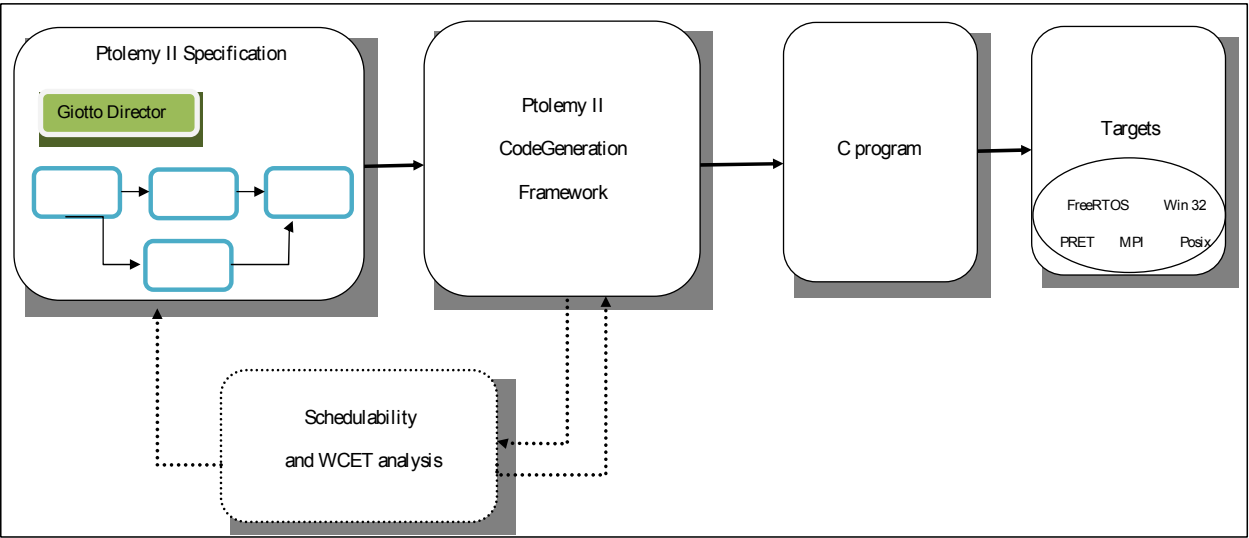 Ptolemy II Specification
Giotto Director
Ptolemy II
CodeGeneration
Framework
C program
Targets
FreeRTOS Win 32
PRET MPI Posix
Schedulability
and WCET analysis